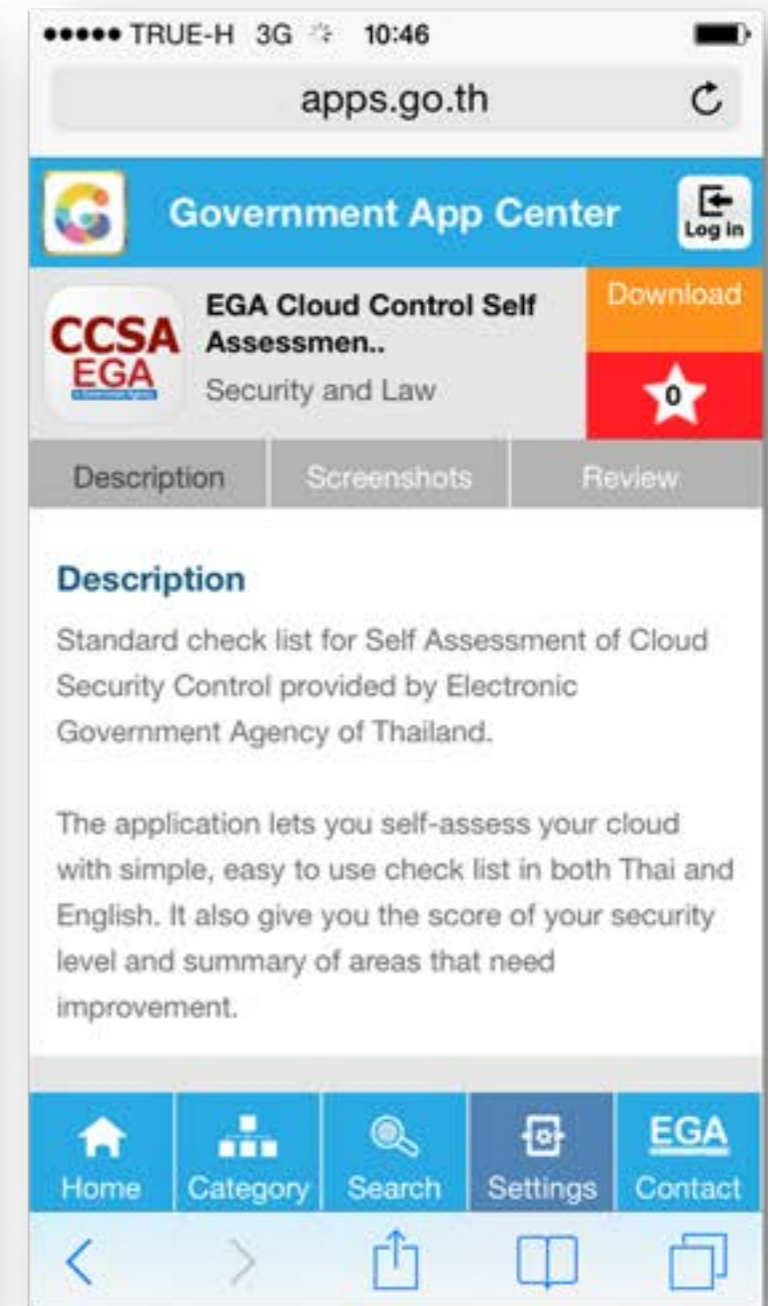 TRUE-H 3G 10:46
apps.go.th
Government App Center
Log in
CCSA
EGA
EGA Cloud Control Self
Assessmen..
Security and Law
Download
0
Description Screenshots Review
Description
Standard check list for Self Assessment of Cloud
Security Control provided by Electronic
Government Agency of Thailand.
The application lets you self-assess your cloud
with simple, easy to use check list in both Thai and
English. It also give you the score of your security
level and summary of areas that need
improvement.
Home Category Search Settings EGA
Contact